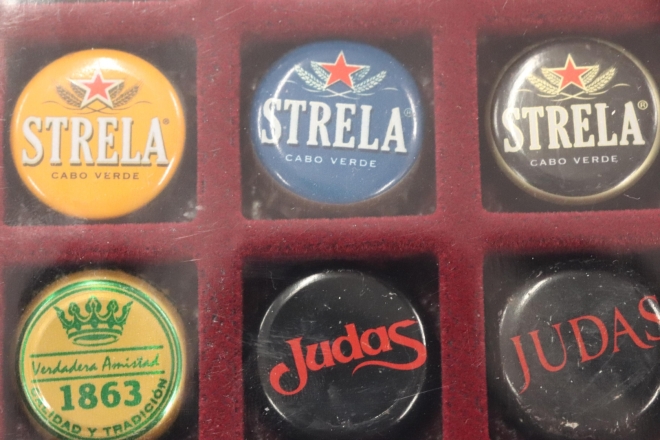 STRELA®
CABO VERDE
STRELA®
CABO VERDE
STRELA®
CABO VERDE
Verdadera Amistad
1863
CALIDAD Y TRADICIÓN
Judas
JUDAS